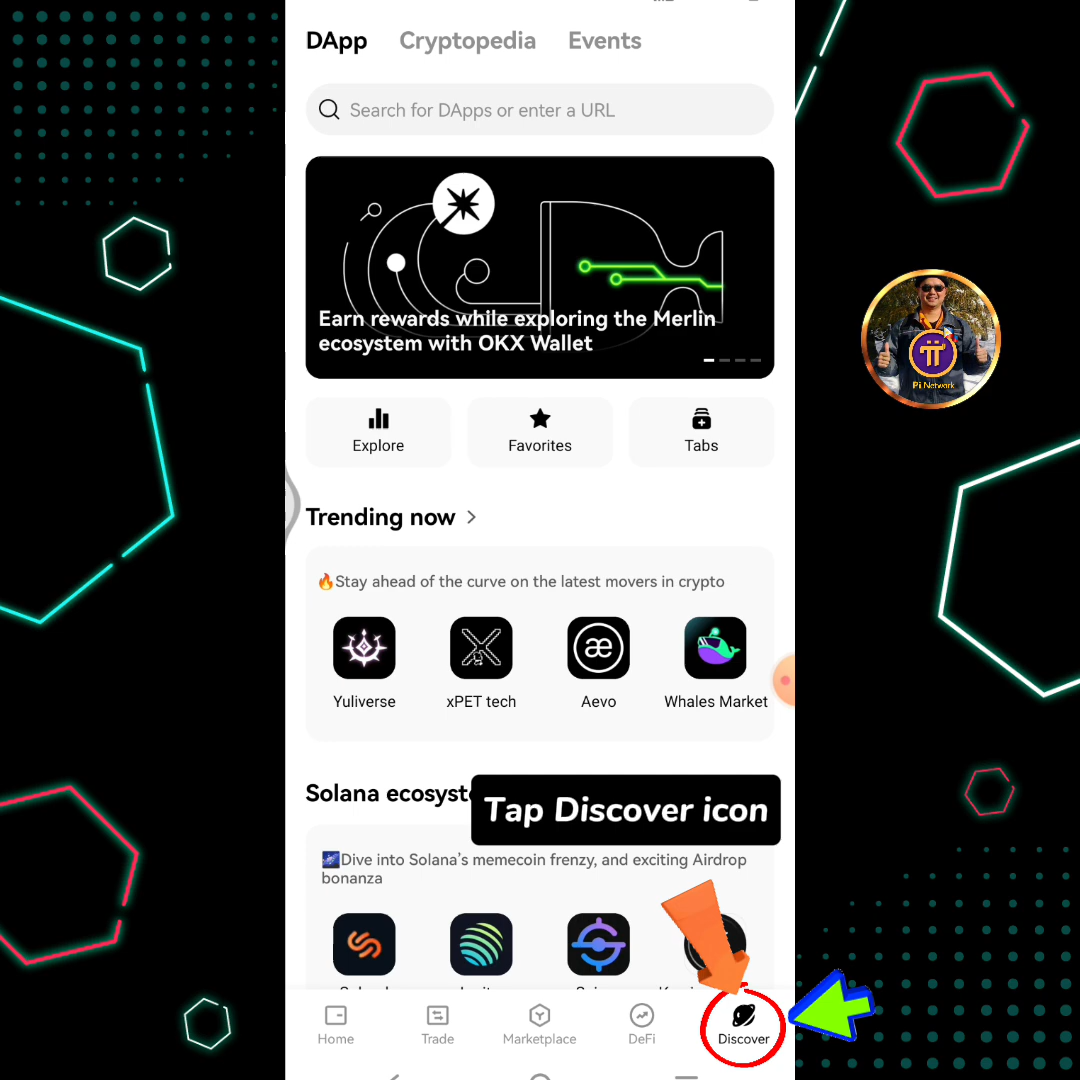 DApp Cryptopedia Events
Search for DApps or enter a URL
Earn rewards while exploring the Merlin
ecosystem with OKX Wallet
Explore Favorites Tabs
Trending now
Stay ahead of the curve on the latest movers in crypto
Yuliverse xPET tech Aevo Whales Market
Pi Network
Solana
Tap Discover icon
Dive into Solana's memecoin frenzy, and exciting Airdrop
bonanza
Home Trade Marketplace DeFi Discover